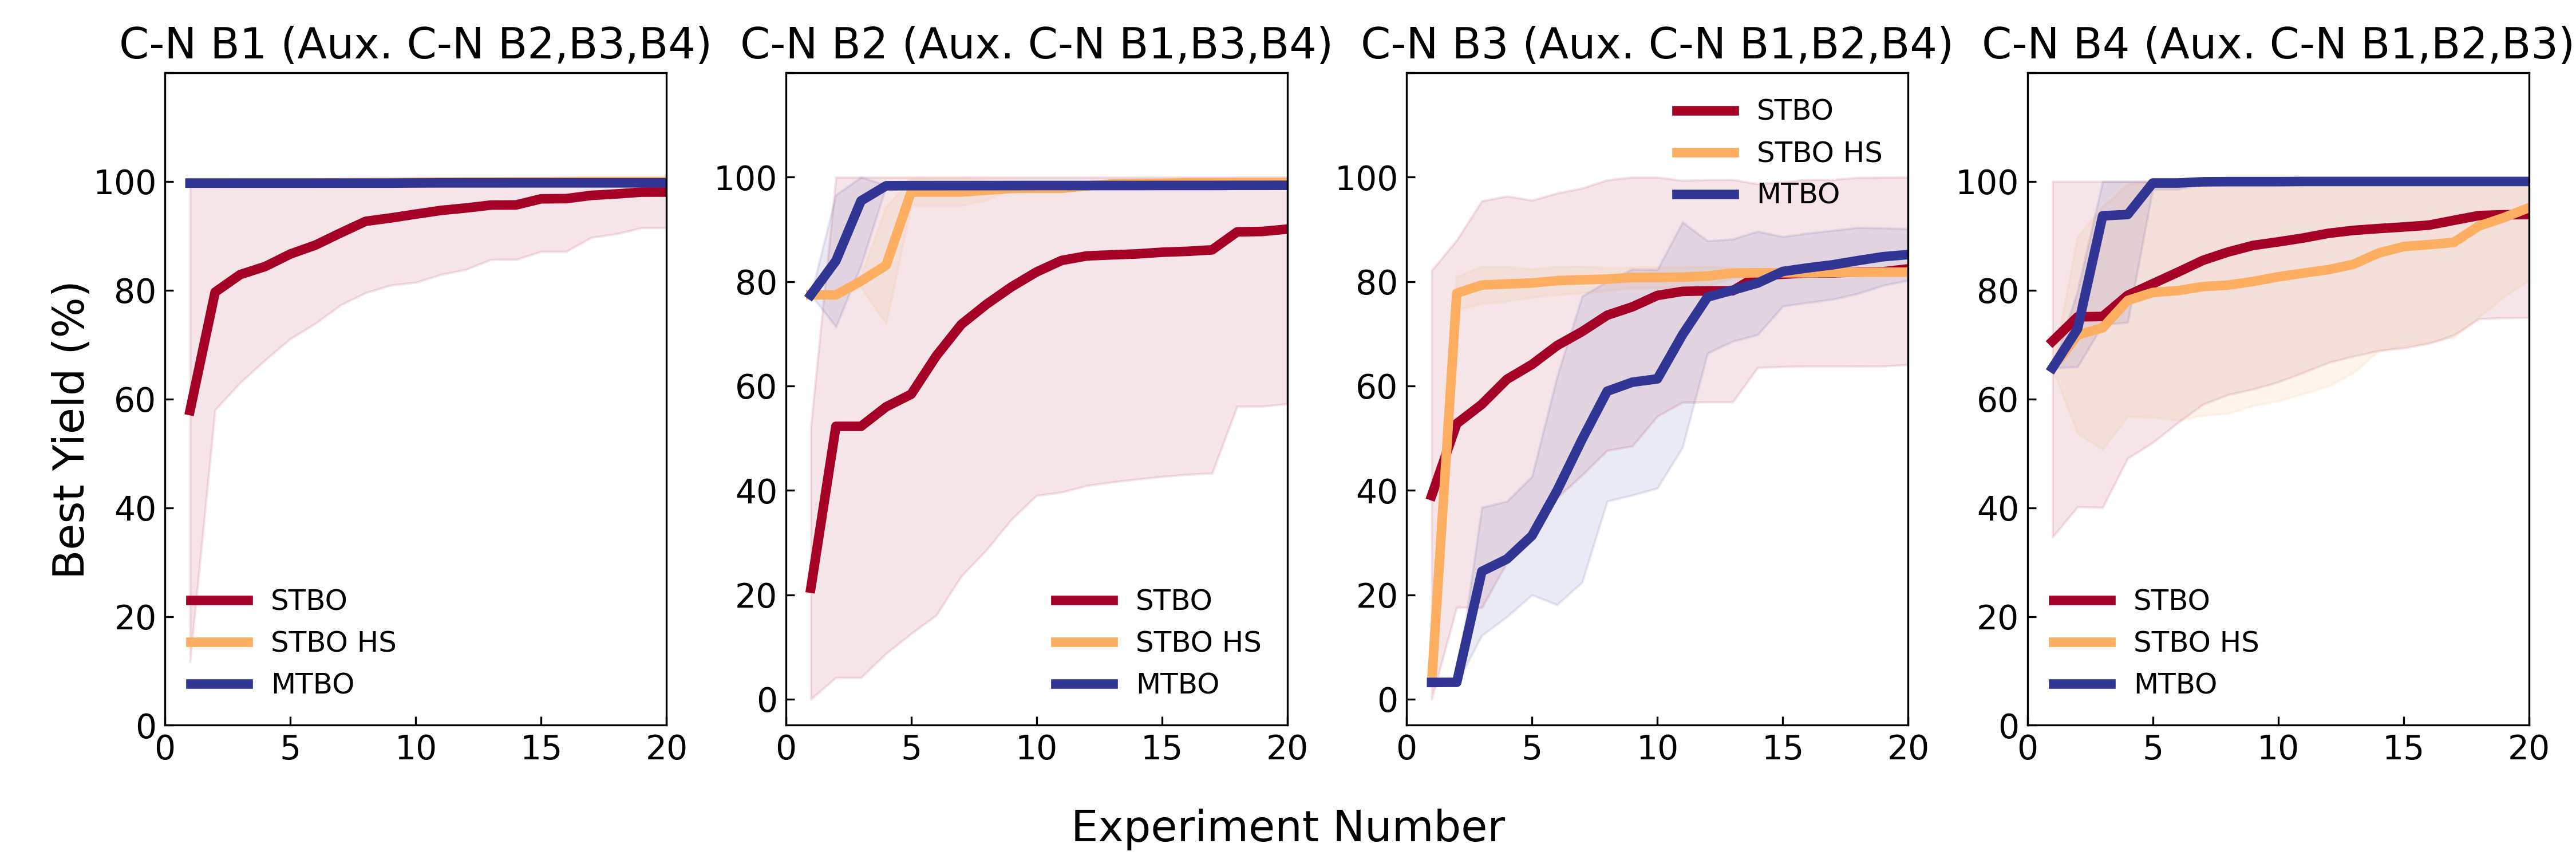 C-N B1 (Aux. C-N B2,B3,B4)
C-N B2 (Aux. C-N B1,B3,B4)
C-N B3 (Aux. C-N B1,B2,B4)
C-N B4 (Aux. C-N B1,B2,B3)
Best Yield (%)
100
80
60
40
20
0
0 5 10 15 20
STBO
STBO HS
MTBO
100
80
60
40
20
0
0 5 10 15 20
STBO
STBO HS
MTBO
100
80
60
40
20
0
0 5 10 15 20
STBO
STBO HS
MTBO
100
80
60
40
20
0
0 5 10 15 20
STBO
STBO HS
MTBO
Experiment Number